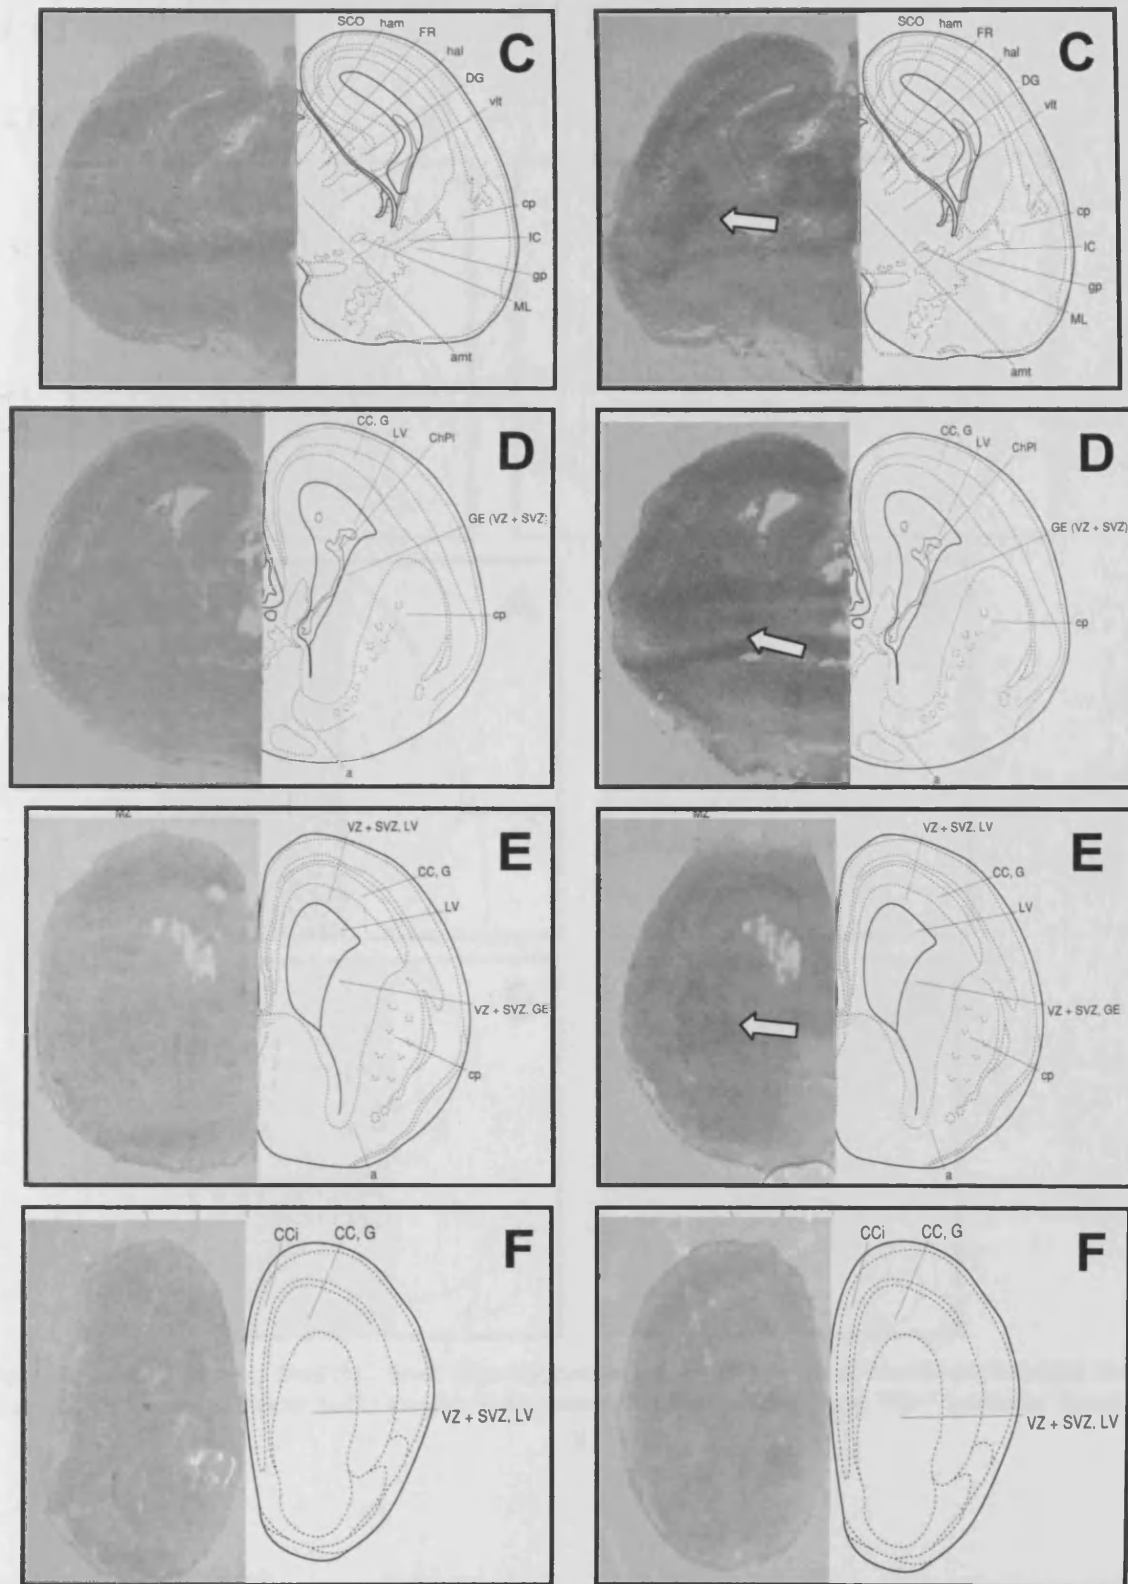 C
SCO ham
FR
hal
DG
vlt
cp
IC
gp
ML
amt
C
SCO ham
FR
hal
DG
vlt
cp
IC
gp
ML
amt
D
CC, G
LV
ChPl
GE (VZ + SVZ)
cp
a
D
CC, G
LV
ChPl
GE (VZ + SVZ)
cp
a
MZ
E
VZ + SVZ, LV
CC, G
LV
VZ + SVZ, GE
cp
a
MZ
E
VZ + SVZ, LV
CC, G
LV
VZ + SVZ, GE
cp
a
F
CCi
CC, G
VZ + SVZ, LV
F
CCi
CC, G
VZ + SVZ, LV